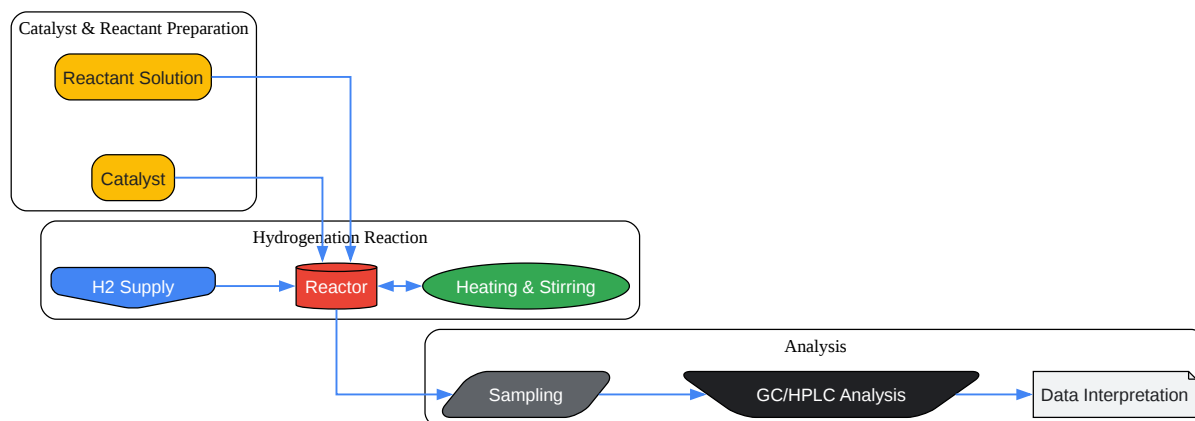 Catalyst & Reactant Preparation
Reactant Solution
Catalyst
Hydrogenation Reaction
H2 Supply
Reactor
Heating & Stirring
Analysis
Sampling
GC/HPLC Analysis
Data Interpretation